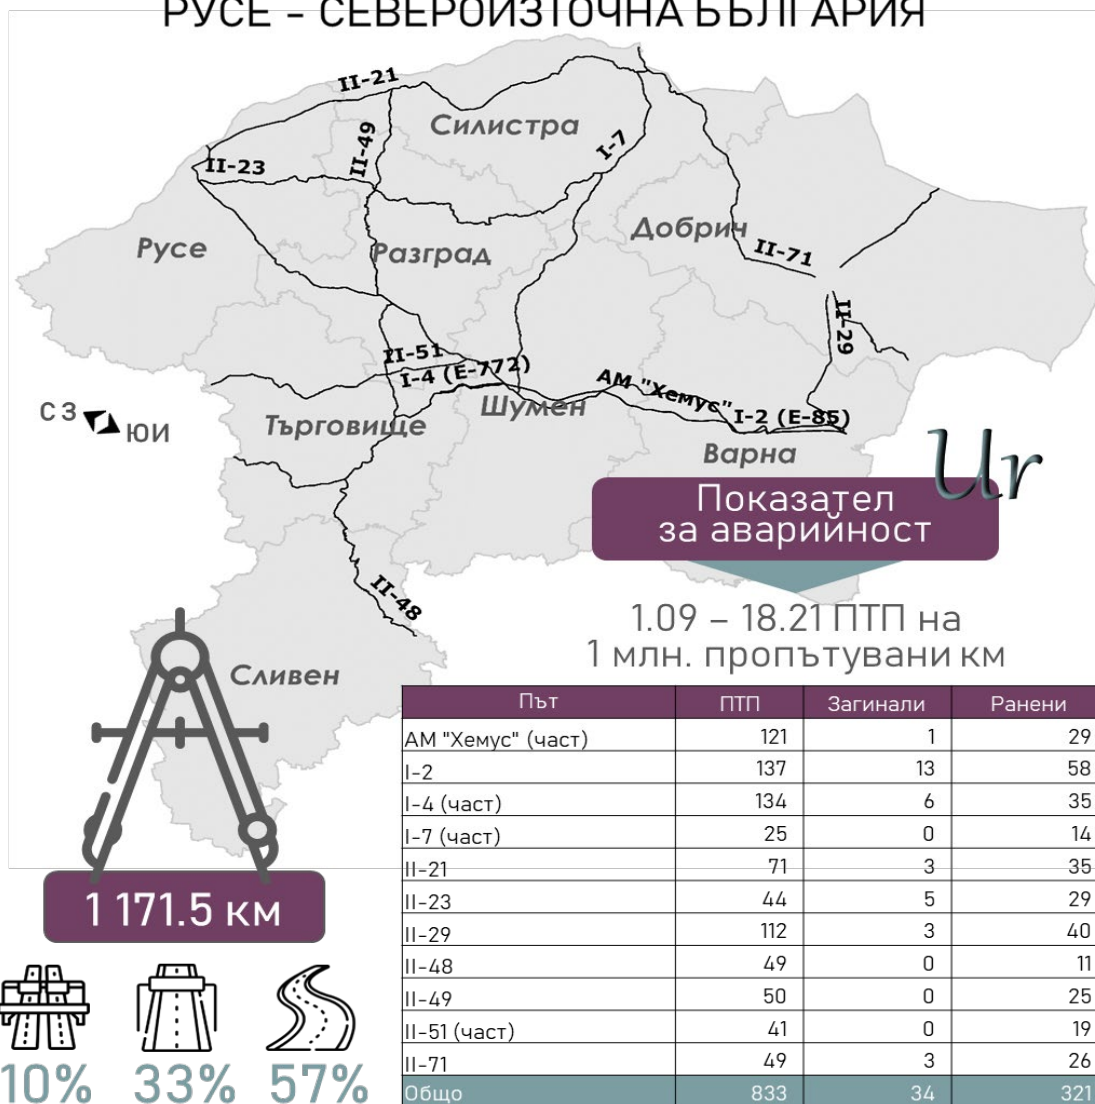 РУСЕ – СЕВЕРОИЗТОЧНА БЪЛГАРИЯ
II-21
Силистра
II-49
I-7
II-23
Добрич
Русе
Разград
II-71
II-29
II-51
I-4 (E-772)
АМ "Хемус"
I-2 (E-85)
Шумен
СЗ
ЮИ
Търговище
Варна
Ur
Показател
за аварийност
II-48
1.09 – 18.21 ПТП на
1 млн. пропътувани км
Сливен
Път ПТП Загинали Ранени
АМ "Хемус" (част) 121 1 29
I-2 137 13 58
I-4 (част) 134 6 35
I-7 (част) 25 0 14
II-21 71 3 35
II-23 44 5 29
II-29 112 3 40
II-48 49 0 11
II-49 50 0 25
II-51 (част) 41 0 19
II-71 49 3 26
Общо 833 34 321
1 171.5 км
10% 33% 57%